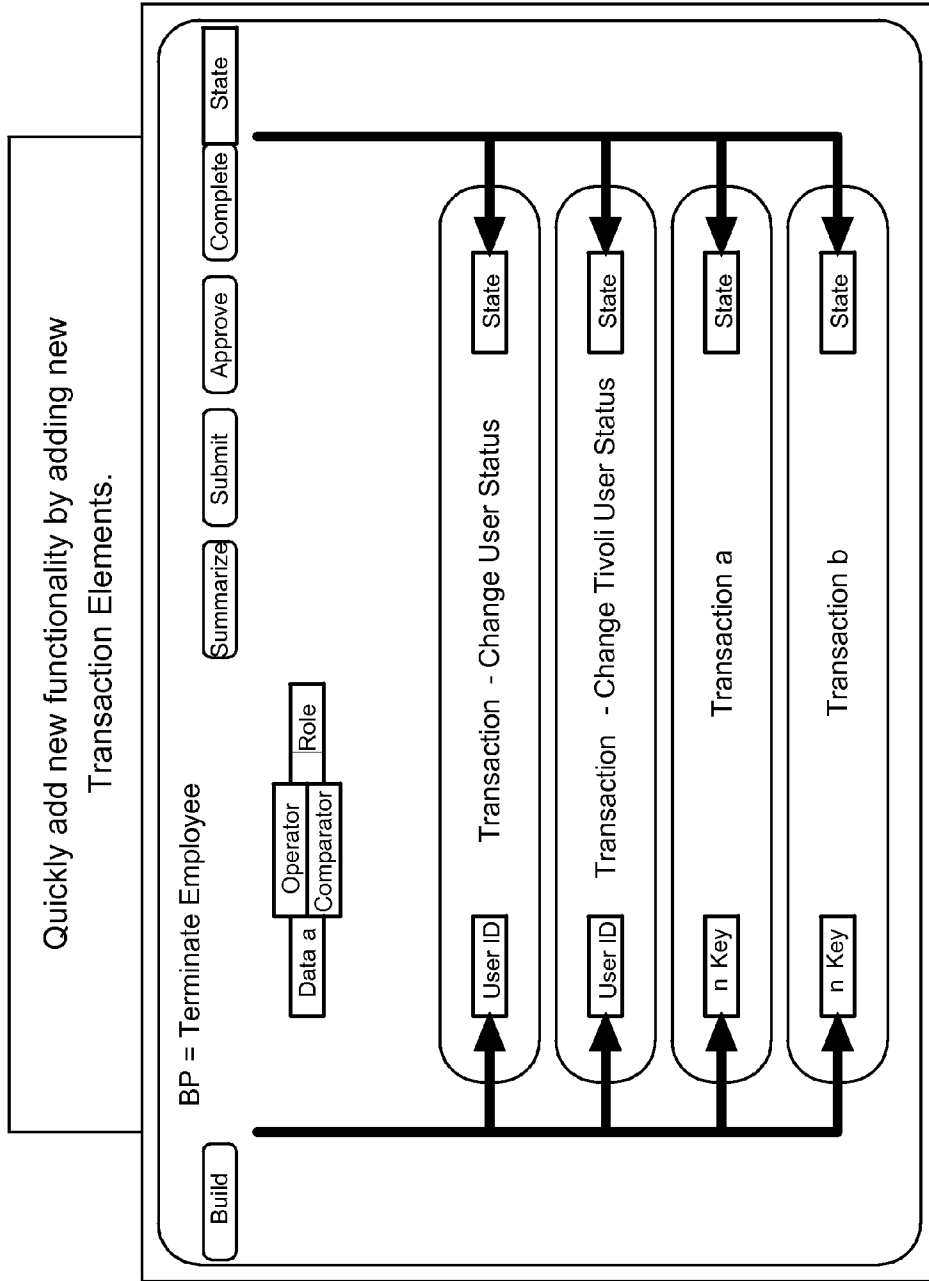 Quickly add new functionality by adding new
Transaction Elements.
Build
BP = Terminate Employee
Summarize
Submit
Approve
Complete
State
Data a
Operator
Comparator
Role
User ID
Transaction - Change User Status
State
User ID
Transaction - Change Tivoli User Status
State
n Key
Transaction a
State
n Key
Transaction b
State